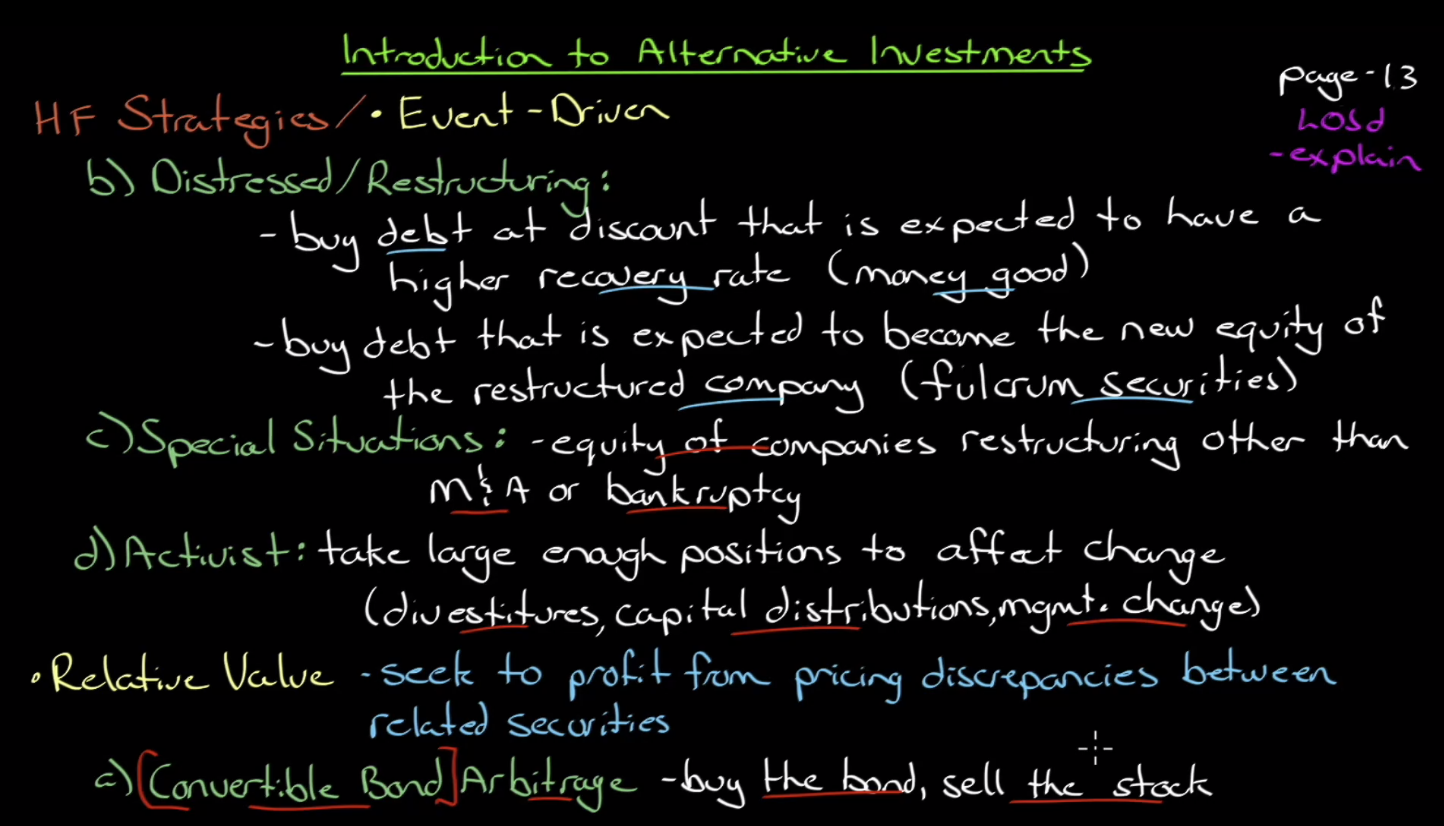 Introduction to Alternative Investments
page-13
LOSd
-explain
HF Strategies/ • Event-Driven
b) Distressed/Restructuring:
- buy debt at discount that is expected to have a
higher recovery rate (money good)
- buy debt that is expected to become the new equity of
the restructured company (fulcrum securities)
c) Special Situations: - equity of companies restructuring other than
M & A or bankruptcy
d) Activist: take large enough positions to affect change
(divestitures, capital distributions, mgmt. change)
• Relative Value - seek to profit from pricing discrepancies between
related securities
a) [Convertible Bond] Arbitrage - buy the bond, sell the stock